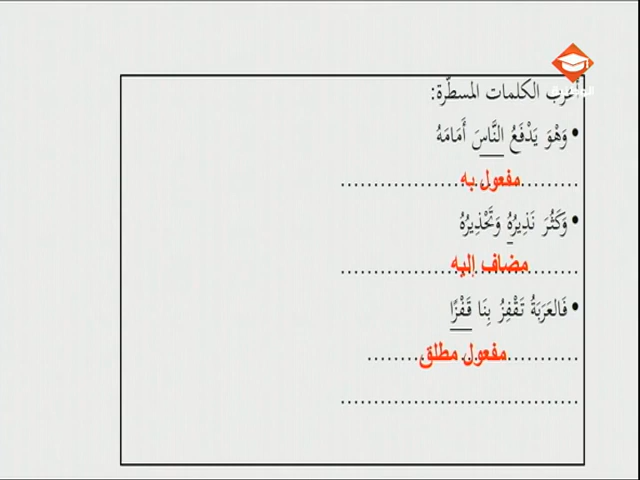 أعرب الكلمات المسطّرة:
• وَهْوَ يَدْفَعُ النَّاسَ أَمَامَهُ
مفعول به
• وَكَثُرَ نَذِيرُهُ وَتَحْذِيرُهُ
مضاف إليه
• فَالعَرَبَةُ تَقْفِزُ بِنَا قَفْزًا
مفعول مطلق